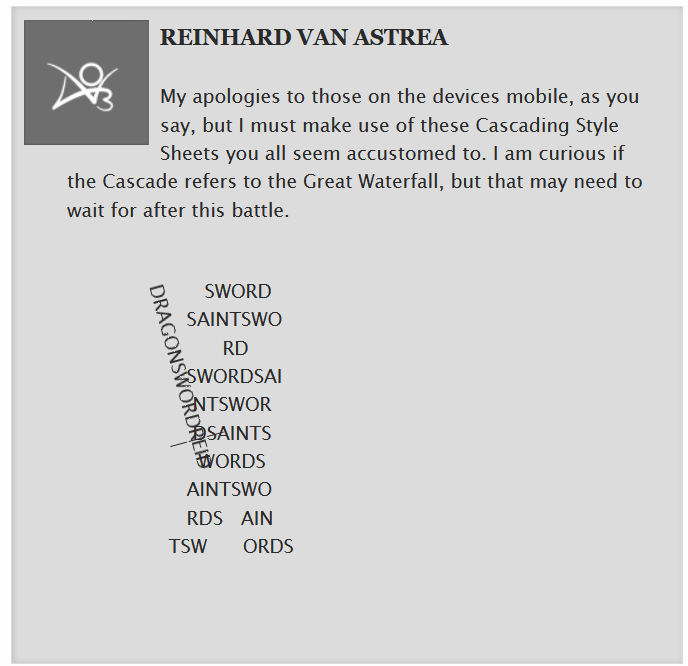 REINHARD VAN ASTREA
My apologies to those on the devices mobile, as you
say, but I must make use of these Cascading Style
Sheets you all seem accustomed to. I am curious if
the Cascade refers to the Great Waterfall, but that may need to
wait for after this battle.
SWORD
SAINTSWO
RD
SWORDSAI
NTSWOR
DSAINTS
WORDS
AINTSWO
RDS AIN
TSW ORDS
DRAGONSWORDREID